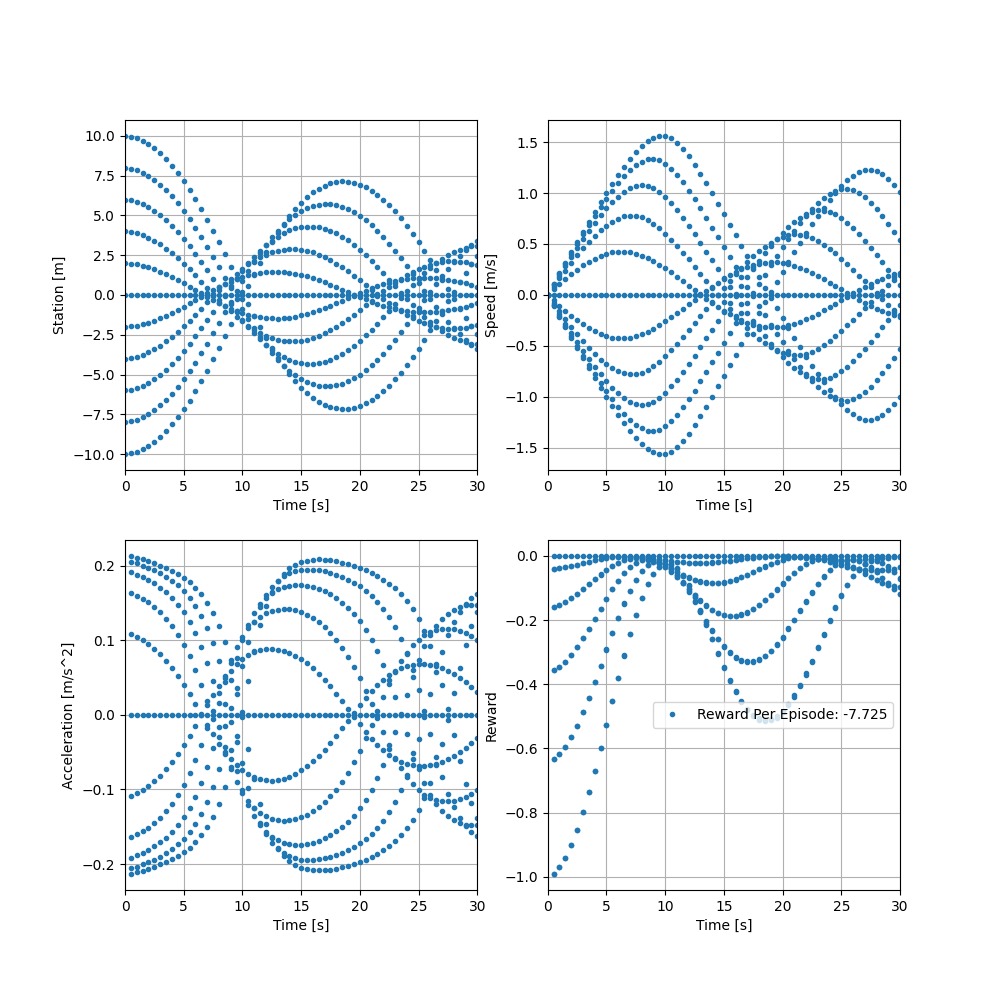 10.0
7.5
5.0
2.5
0.0
−2.5
−5.0
−7.5
−10.0
Station [m]
0 5 10 15 20 25 30
Time [s]
1.5
1.0
0.5
0.0
−0.5
−1.0
−1.5
Speed [m/s]
0 5 10 15 20 25 30
Time [s]
0.2
0.1
0.0
−0.1
−0.2
Acceleration [m/s^2]
0 5 10 15 20 25 30
Time [s]
0.0
−0.2
−0.4
−0.6
−0.8
−1.0
Reward
Reward Per Episode: -7.725
0 5 10 15 20 25 30
Time [s]